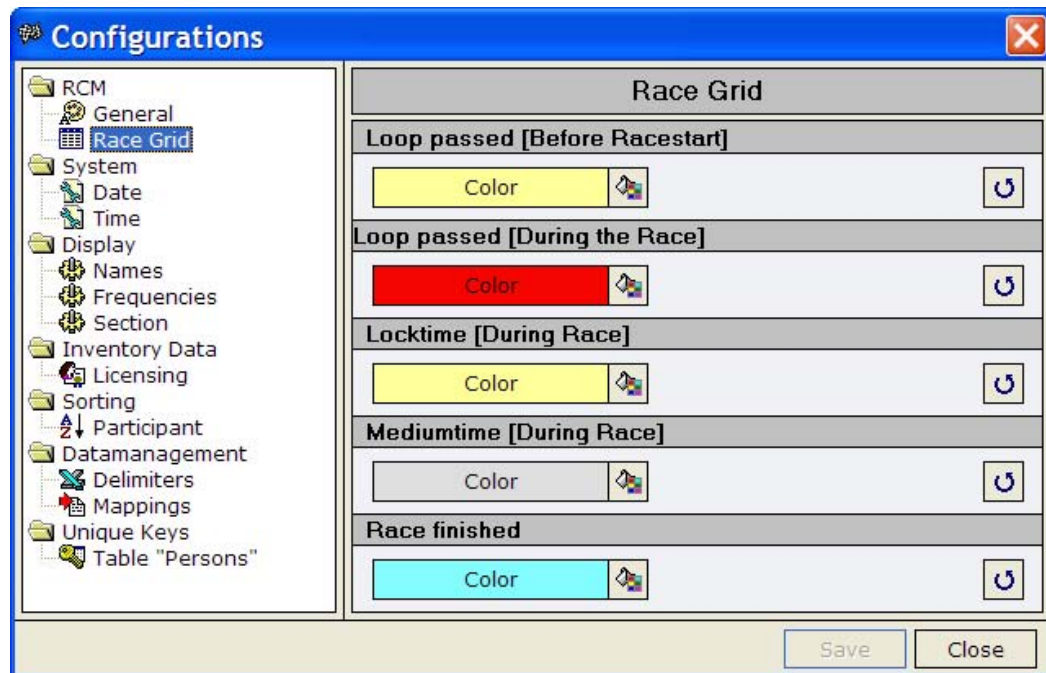 Configurations
RCM
General
Race Grid
System
Date
Time
Display
Names
Frequencies
Section
Inventory Data
Licensing
Sorting
Participant
Datamanagement
Delimiters
Mappings
Unique Keys
Table "Persons"
Race Grid
Loop passed [Before Racestart]
Color
Loop passed [During the Race]
Color
Locktime [During Race]
Color
Mediumtime [During Race]
Color
Race finished
Color
Save
Close